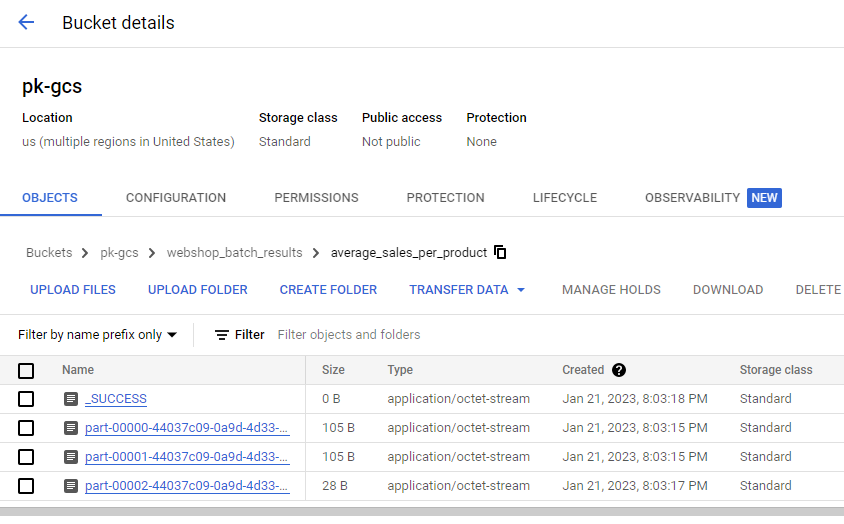 Bucket details
pk-gcs
Location Storage class Public access Protection
us (multiple regions in United States) Standard Not public None
OBJECTS CONFIGURATION PERMISSIONS PROTECTION LIFECYCLE OBSERVABILITY NEW
Buckets pk-gcs webshop_batch_results average_sales_per_product
UPLOAD FILES UPLOAD FOLDER CREATE FOLDER TRANSFER DATA MANAGE HOLDS DOWNLOAD DELETE
Filter by name prefix only Filter Filter objects and folders
Name Size Type Created Storage class
_SUCCESS 0 B application/octet-stream Jan 21, 2023, 8:03:18 PM Standard
part-00000-44037c09-0a9d-4d33-... 105 B application/octet-stream Jan 21, 2023, 8:03:15 PM Standard
part-00001-44037c09-0a9d-4d33-... 105 B application/octet-stream Jan 21, 2023, 8:03:15 PM Standard
part-00002-44037c09-0a9d-4d33-... 28 B application/octet-stream Jan 21, 2023, 8:03:17 PM Standard